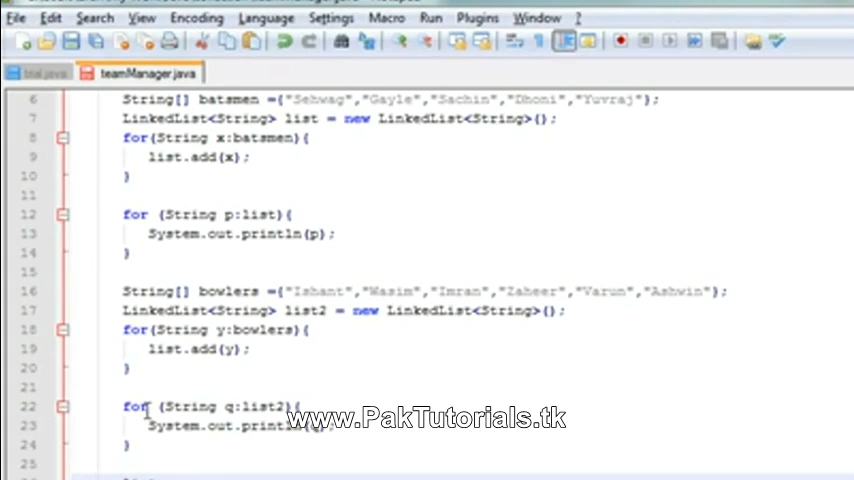 File Edit Search View Encoding Language Settings Macro Run Plugins Window ?
trial.java teamManager.java
6 String[] batsmen ={"Sehwag","Gayle","Sachin","Dhoni","Yuvraj"};
7 LinkedList<String> list = new LinkedList<String>();
8 for(String x:batsmen){
9 list.add(x);
10 }
11
12 for (String p:list){
13 System.out.println(p);
14 }
15
16 String[] bowlers ={"Ishant","Wasim","Imran","Zaheer","Varun","Ashwin"};
17 LinkedList<String> list2 = new LinkedList<String>();
18 for(String y:bowlers){
19 list.add(y);
20 }
21
22 for (String q:list2){
www.PakTutorials.tk
23 System.out.println(q);
24 }
25